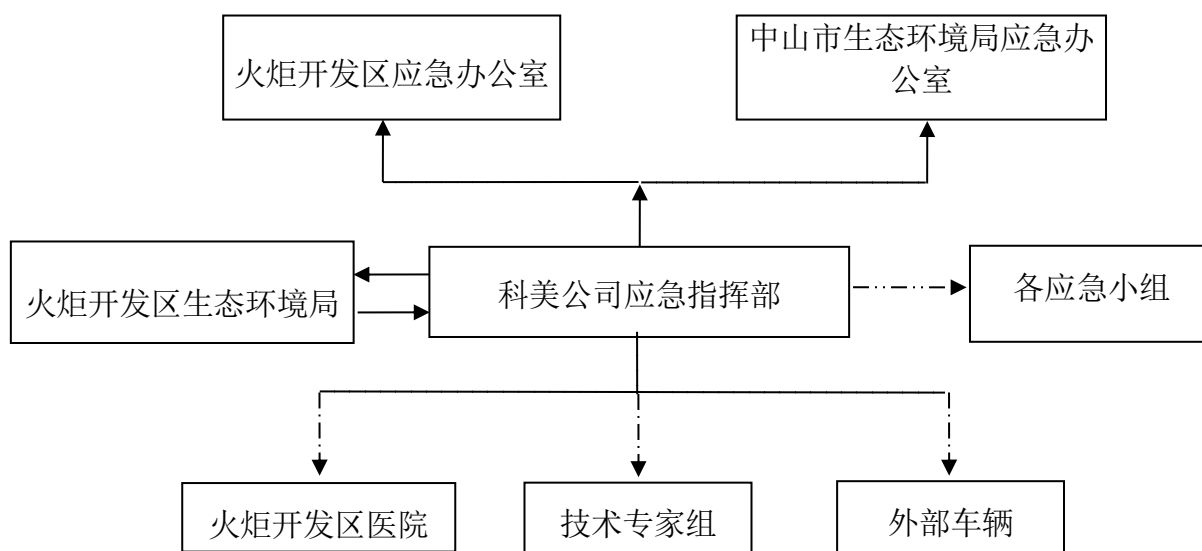 火炬开发区应急办公室
中山市生态环境局应急办
公室
火炬开发区生态环境局
科美公司应急指挥部
各应急小组
火炬开发区医院
技术专家组
外部车辆